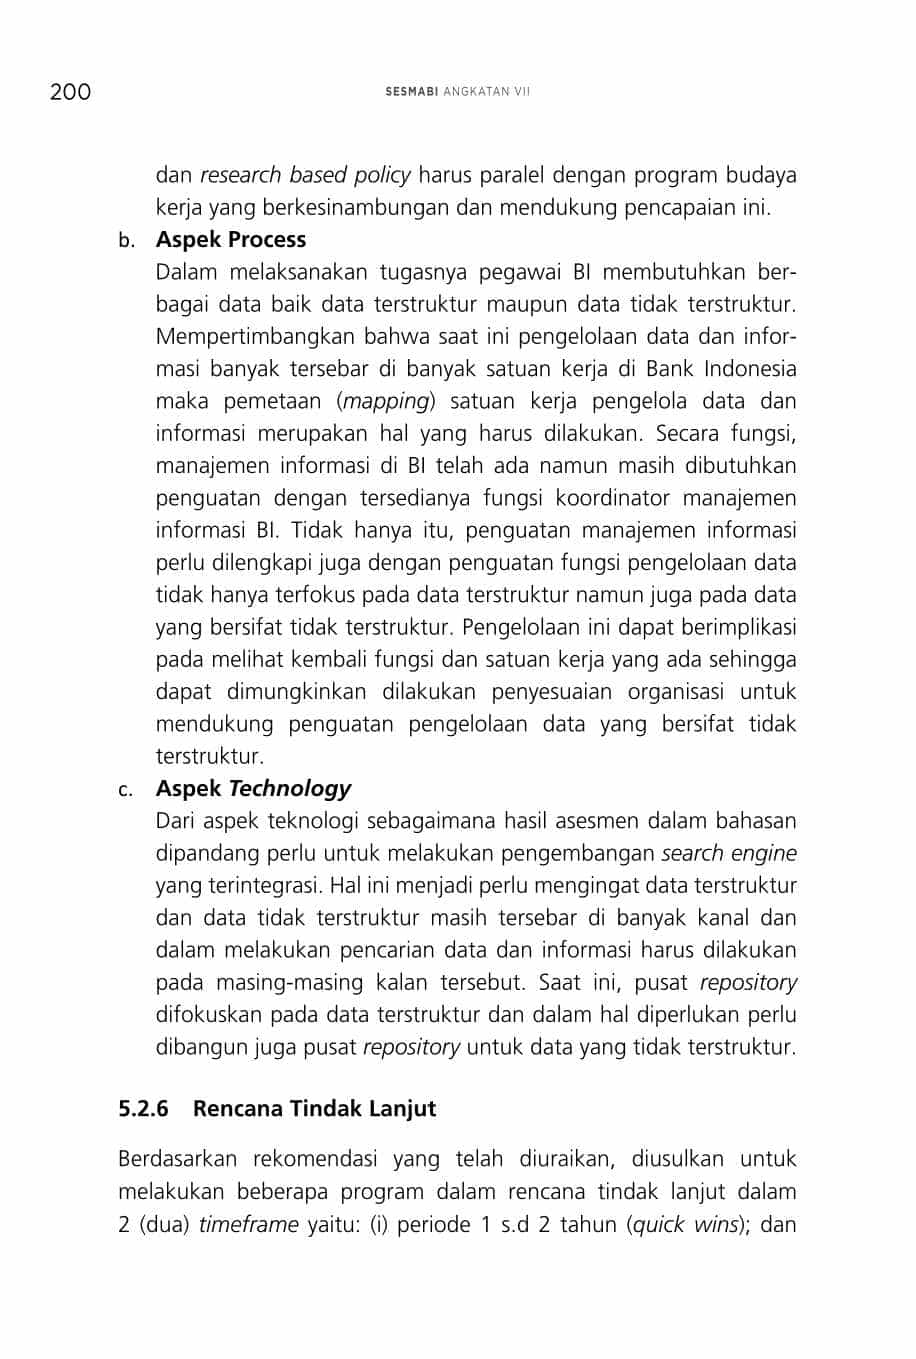 200
SESMABI ANGKATAN VII
dan research based policy harus paralel dengan program budaya
kerja yang berkesinambungan dan mendukung pencapaian ini.
b. Aspek Process
Dalam melaksanakan tugasnya pegawai BI membutuhkan ber-
bagai data baik data terstruktur maupun data tidak terstruktur.
Mempertimbangkan bahwa saat ini pengelolaan data dan infor-
masi banyak tersebar di banyak satuan kerja di Bank Indonesia
maka pemetaan (mapping) satuan kerja pengelola data dan
informasi merupakan hal yang harus dilakukan. Secara fungsi,
manajemen informasi di BI telah ada namun masih dibutuhkan
penguatan dengan tersedianya fungsi koordinator manajemen
informasi BI. Tidak hanya itu, penguatan manajemen informasi
perlu dilengkapi juga dengan penguatan fungsi pengelolaan data
tidak hanya terfokus pada data terstruktur namun juga pada data
yang bersifat tidak terstruktur. Pengelolaan ini dapat berimplikasi
pada melihat kembali fungsi dan satuan kerja yang ada sehingga
dapat dimungkinkan dilakukan penyesuaian organisasi untuk
mendukung penguatan pengelolaan data yang bersifat tidak
terstruktur.
c. Aspek Technology
Dari aspek teknologi sebagaimana hasil asesmen dalam bahasan
dipandang perlu untuk melakukan pengembangan search engine
yang terintegrasi. Hal ini menjadi perlu mengingat data terstruktur
dan data tidak terstruktur masih tersebar di banyak kanal dan
dalam melakukan pencarian data dan informasi harus dilakukan
pada masing-masing kalan tersebut. Saat ini, pusat repository
difokuskan pada data terstruktur dan dalam hal diperlukan perlu
dibangun juga pusat repository untuk data yang tidak terstruktur.
5.2.6 Rencana Tindak Lanjut
Berdasarkan rekomendasi yang telah diuraikan, diusulkan untuk
melakukan beberapa program dalam rencana tindak lanjut dalam
2 (dua) timeframe yaitu: (i) periode 1 s.d 2 tahun (quick wins); dan